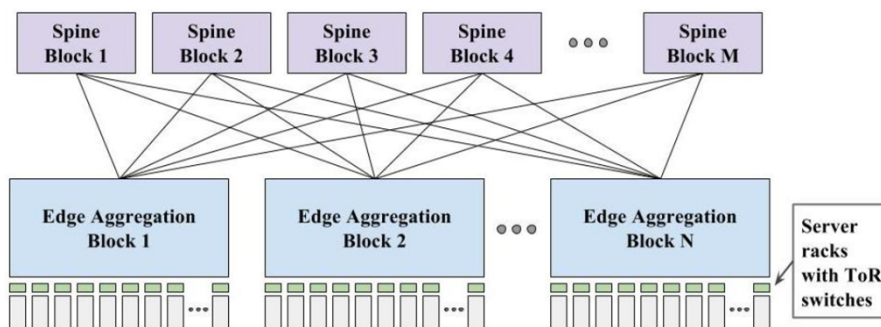 Spine
Block 1
Spine
Block 2
Spine
Block 3
Spine
Block 4
Spine
Block M
Edge Aggregation
Block 1
Edge Aggregation
Block 2
Edge Aggregation
Block N
Server
racks
with ToR
switches